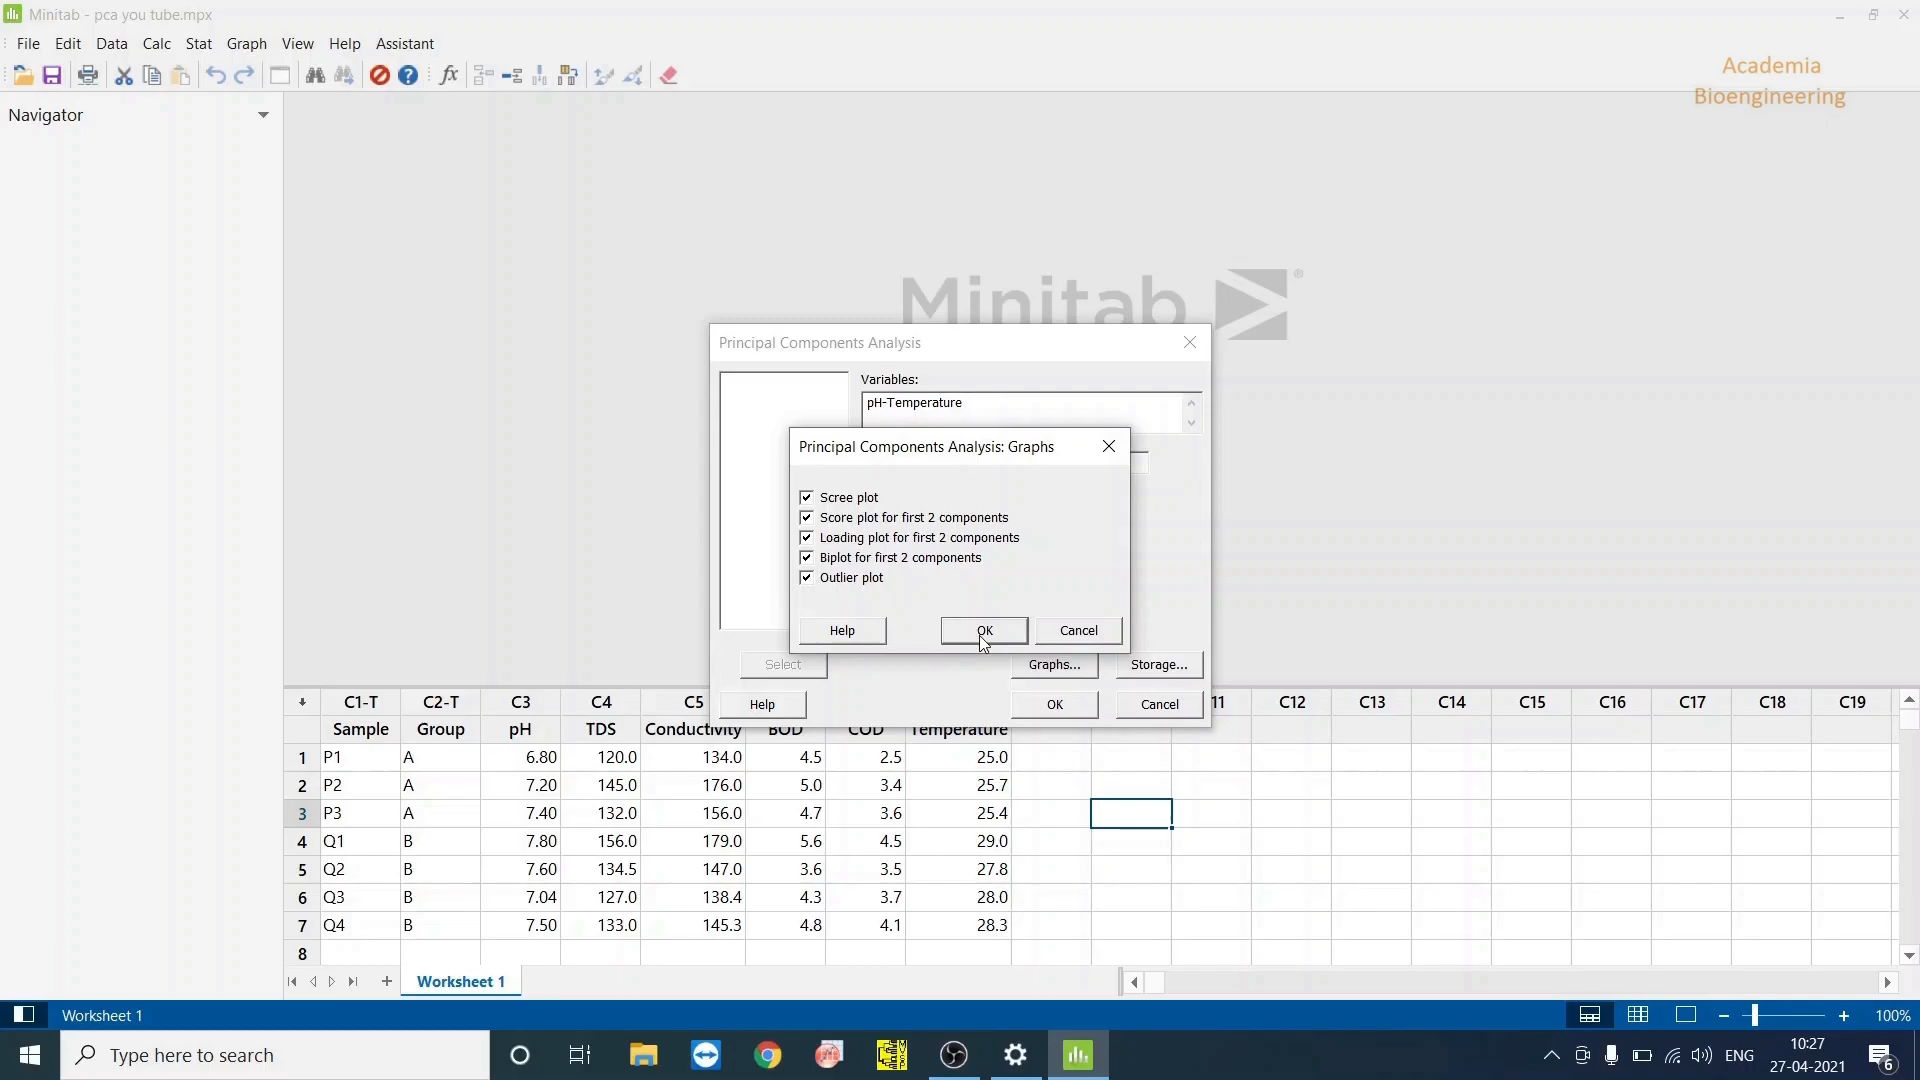 Minitab - pca you tube.mpx
File Edit Data Calc Stat Graph View Help Assistant
Academia
Bioengineering
Navigator
Minitab ®
Principal Components Analysis
Variables:
pH-Temperature
Principal Components Analysis: Graphs
Scree plot
Score plot for first 2 components
Loading plot for first 2 components
Biplot for first 2 components
Outlier plot
Help OK Cancel
Select Graphs... Storage...
Help OK Cancel
C1-T C2-T C3 C4 C5 11 C12 C13 C14 C15 C16 C17 C18 C19
Sample Group pH TDS Conductivity BOD COD Temperature
1 P1 A 6.80 120.0 134.0 4.5 2.5 25.0
2 P2 A 7.20 145.0 176.0 5.0 3.4 25.7
3 P3 A 7.40 132.0 156.0 4.7 3.6 25.4
4 Q1 B 7.80 156.0 179.0 5.6 4.5 29.0
5 Q2 B 7.60 134.5 147.0 3.6 3.5 27.8
6 Q3 B 7.04 127.0 138.4 4.3 3.7 28.0
7 Q4 B 7.50 133.0 145.3 4.8 4.1 28.3
8
Worksheet 1
Worksheet 1 100%
Type here to search ENG 10:27
27-04-2021 6